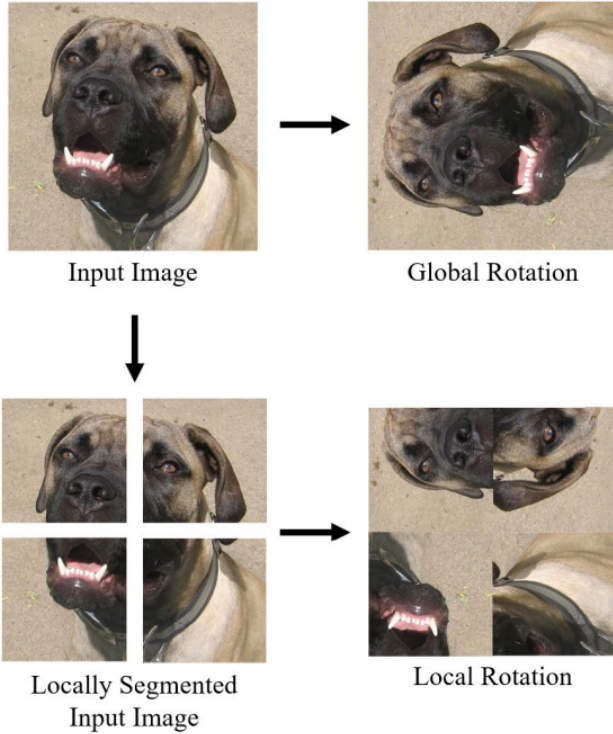 Input Image
Global Rotation
Locally Segmented
Input Image
Local Rotation